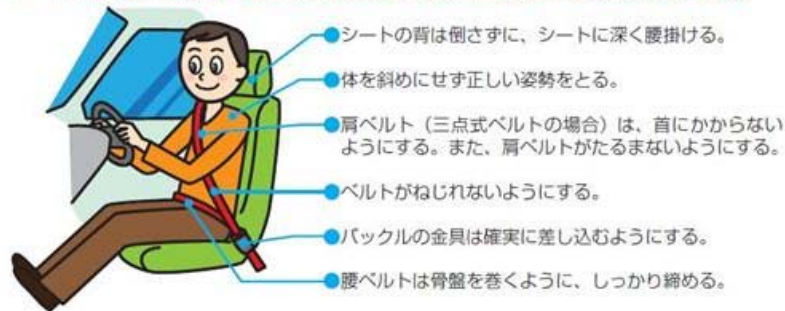 ●シートの背は倒さずに、シートに深く腰掛ける。
●体を斜めにせず正しい姿勢をとる。
●肩ベルト（三点式ベルトの場合）は、首にかからない
ようにする。また、肩ベルトがたるまないようにする。
●ベルトがねじれないようにする。
●バックルの金具は確実に差し込むようにする。
●腰ベルトは骨盤を巻くように、しっかり締める。